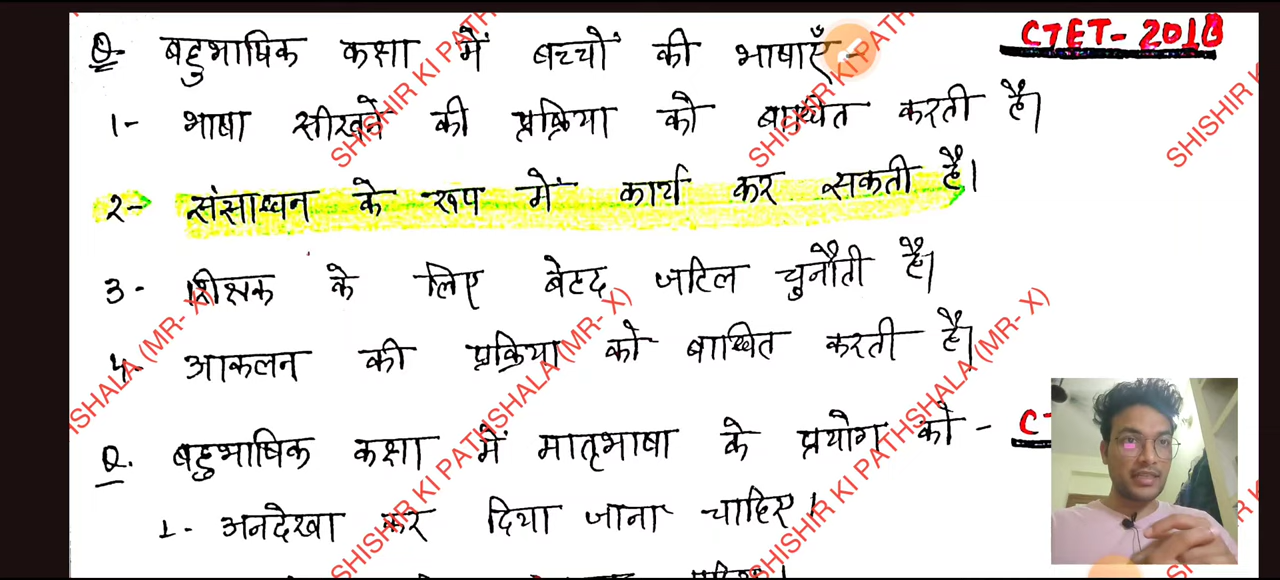 Q- बहुभाषिक कक्षा में बच्चों की भाषाएँ - CTET-2018
1- भाषा सीखने की प्रक्रिया को बाधित करती है।
2- संसाधन के रूप में कार्य कर सकती है।
3- शिक्षक के लिए बेहद जटिल चुनौती है।
4- आकलन की प्रक्रिया को बाधित करती है।
Q. बहुभाषिक कक्षा में मातृभाषा के प्रयोग को -
1- अनदेखा कर दिया जाना चाहिए।
SHISHIR KI PATHSHALA (MR- X)